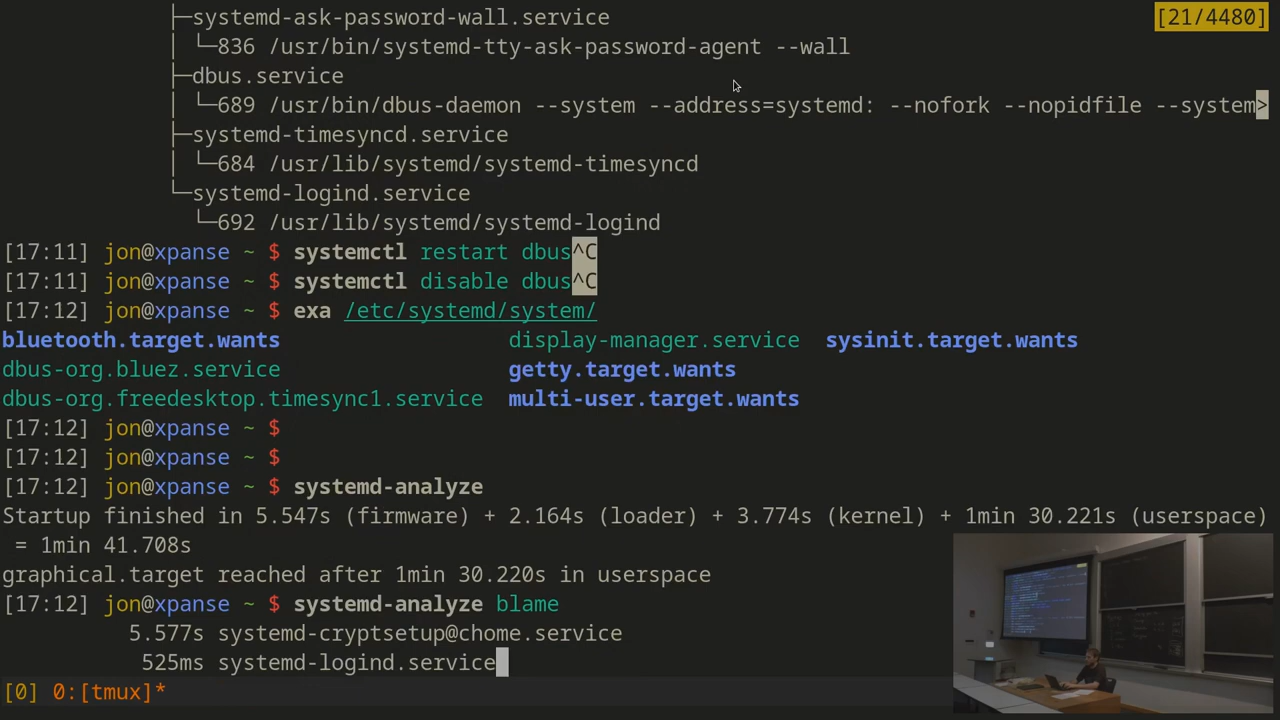 ├─systemd-ask-password-wall.service [21/4480]
│ └─836 /usr/bin/systemd-tty-ask-password-agent --wall
├─dbus.service
│ └─689 /usr/bin/dbus-daemon --system --address=systemd: --nofork --nopidfile --system>
├─systemd-timesyncd.service
│ └─684 /usr/lib/systemd/systemd-timesyncd
└─systemd-logind.service
└─692 /usr/lib/systemd/systemd-logind
[17:11] jon@xpanse ~ $ systemctl restart dbus^C
[17:11] jon@xpanse ~ $ systemctl disable dbus^C
[17:12] jon@xpanse ~ $ exa /etc/systemd/system/
bluetooth.target.wants display-manager.service sysinit.target.wants
dbus-org.bluez.service getty.target.wants
dbus-org.freedesktop.timesync1.service multi-user.target.wants
[17:12] jon@xpanse ~ $
[17:12] jon@xpanse ~ $
[17:12] jon@xpanse ~ $ systemd-analyze
Startup finished in 5.547s (firmware) + 2.164s (loader) + 3.774s (kernel) + 1min 30.221s (userspace)
= 1min 41.708s
graphical.target reached after 1min 30.220s in userspace
[17:12] jon@xpanse ~ $ systemd-analyze blame
5.577s systemd-cryptsetup@chome.service
525ms systemd-logind.service
[0] 0:[tmux]*